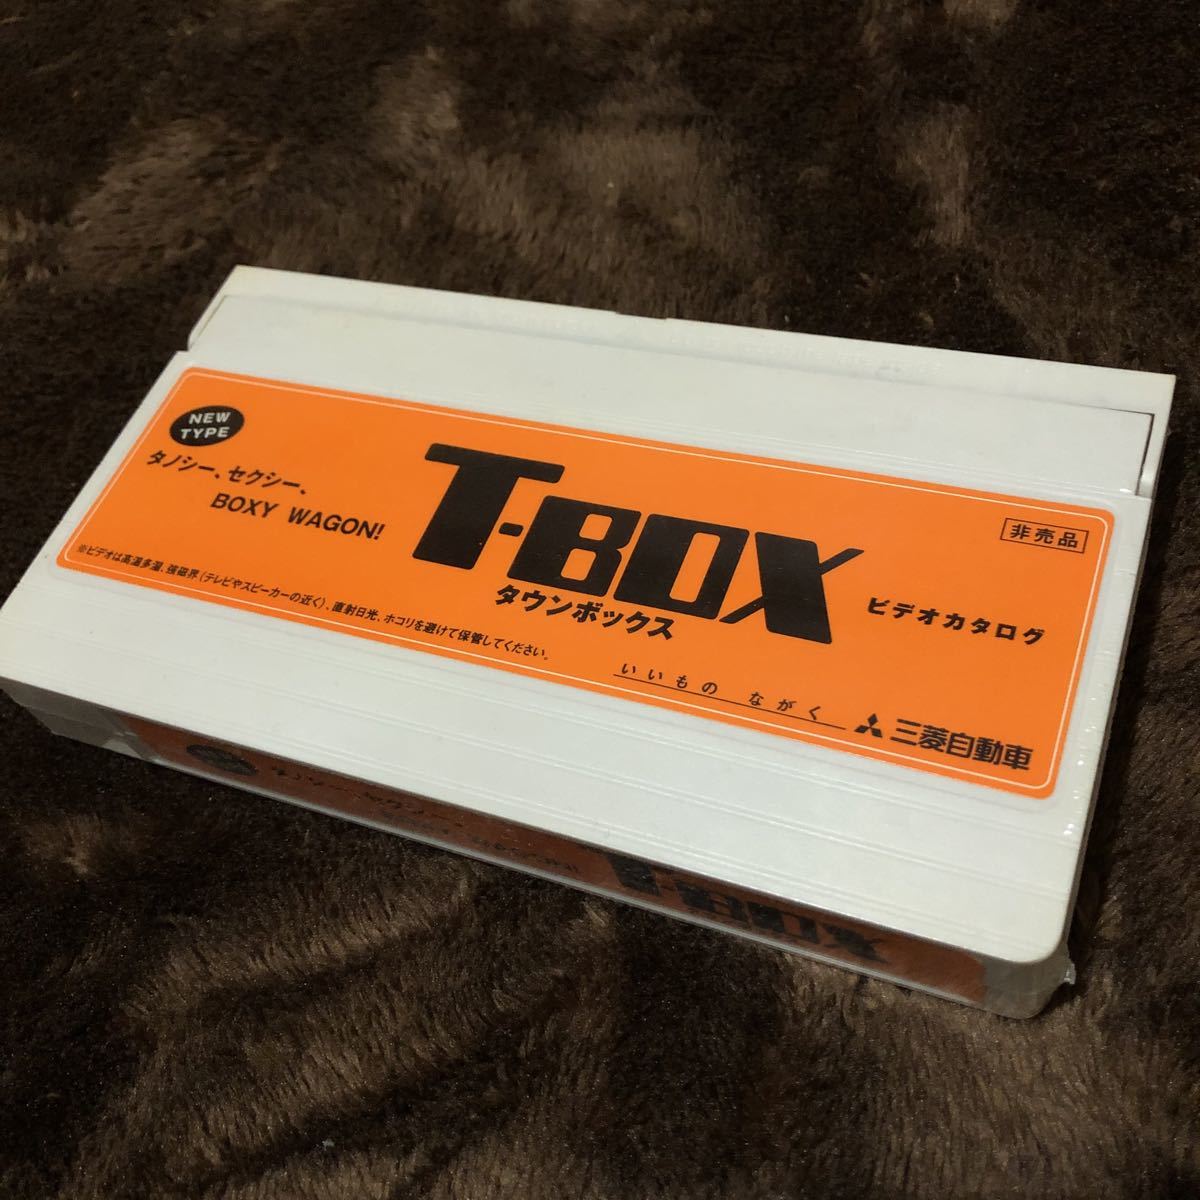 NEW
TYPE
タノシー、セクシー、
BOXY WAGON!
T-BOX
タウンボックス
非売品
ビデオカタログ
※ビデオは高温多湿、強磁界(テレビやスピーカーの近く)、直射日光、ホコリを避けて保管してください。
いいもの ながく
三菱自動車
T-BOX